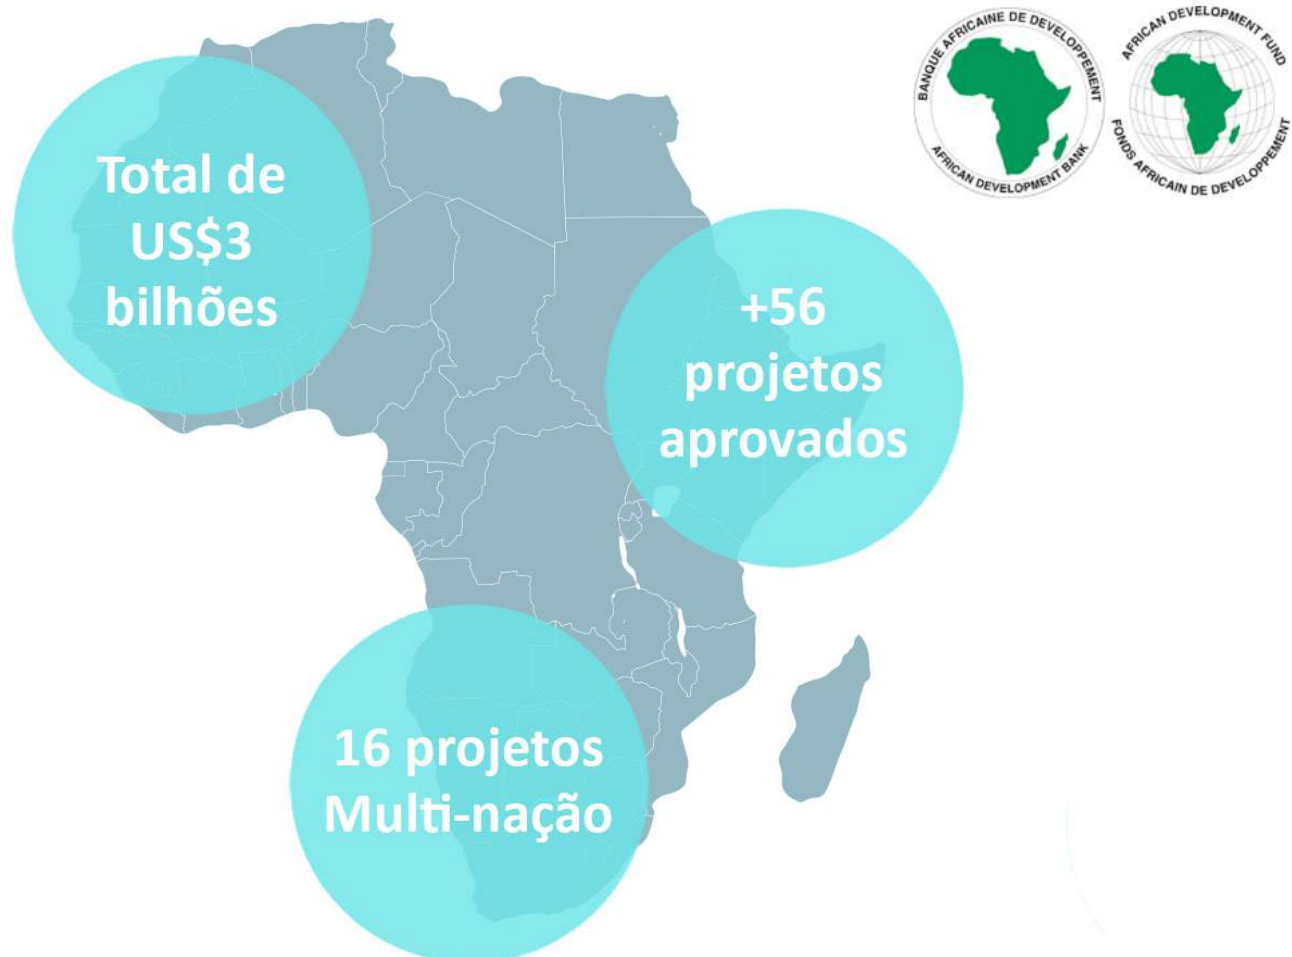 BANQUE AFRICAINE DE DEVELOPPEMENT
AFRICAN DEVELOPMENT BANK
AFRICAN DEVELOPMENT FUND
FONDS AFRICAIN DE DEVELOPPEMENT
Total de
US$3
bilhões
+56
projetos
aprovados
16 projetos
Multi-nação